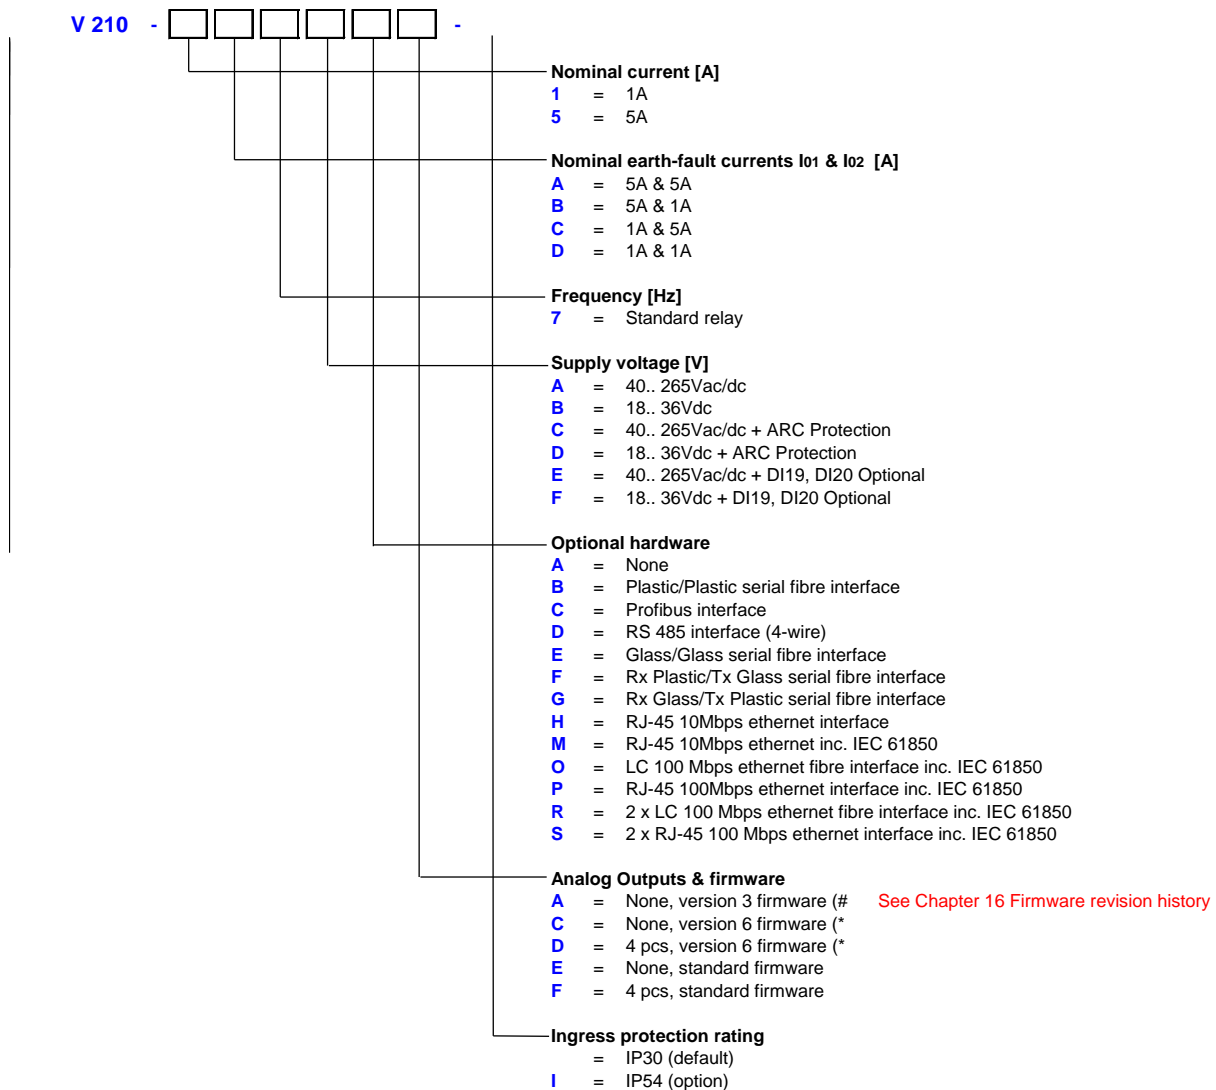 V 210 - -
Nominal current [A]
1 = 1A
5 = 5A
Nominal earth-fault currents I01 & I02 [A]
A = 5A & 5A
B = 5A & 1A
C = 1A & 5A
D = 1A & 1A
Frequency [Hz]
7 = Standard relay
Supply voltage [V]
A = 40.. 265Vac/dc
B = 18.. 36Vdc
C = 40.. 265Vac/dc + ARC Protection
D = 18.. 36Vdc + ARC Protection
E = 40.. 265Vac/dc + DI19, DI20 Optional
F = 18.. 36Vdc + DI19, DI20 Optional
Optional hardware
A = None
B = Plastic/Plastic serial fibre interface
C = Profibus interface
D = RS 485 interface (4-wire)
E = Glass/Glass serial fibre interface
F = Rx Plastic/Tx Glass serial fibre interface
G = Rx Glass/Tx Plastic serial fibre interface
H = RJ-45 10Mbps ethernet interface
M = RJ-45 10Mbps ethernet inc. IEC 61850
O = LC 100 Mbps ethernet fibre interface inc. IEC 61850
P = RJ-45 100Mbps ethernet interface inc. IEC 61850
R = 2 x LC 100 Mbps ethernet fibre interface inc. IEC 61850
S = 2 x RJ-45 100 Mbps ethernet interface inc. IEC 61850
Analog Outputs & firmware
A = None, version 3 firmware (# See Chapter 16 Firmware revision history
C = None, version 6 firmware (*
D = 4 pcs, version 6 firmware (*
E = None, standard firmware
F = 4 pcs, standard firmware
Ingress protection rating
= IP30 (default)
I = IP54 (option)